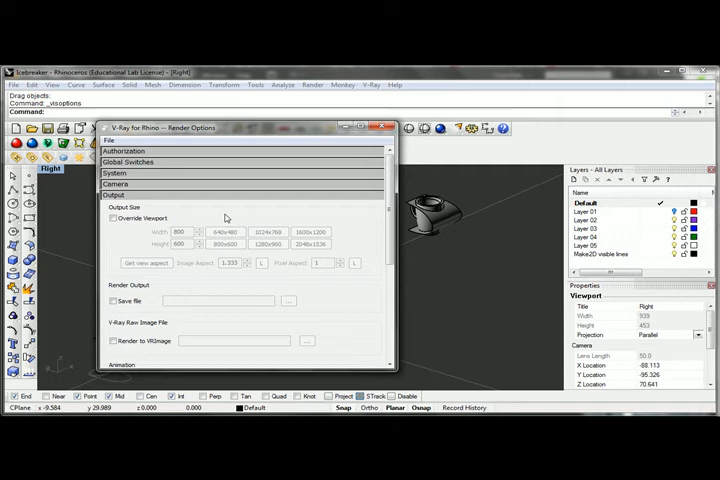 Icebreaker - Rhinoceros (Educational Lab License) - [Right]
File Edit View Curve Surface Solid Mesh Dimension Transform Tools Analyze Render Monkey V-Ray Help
Drag objects:
Command: _visoptions
Command:
V-Ray for Rhino -- Render Options
File
Authorization
Global Switches
System
Camera
Output
Output Size
Override Viewport
Width 800 640x480 1024x768 1600x1200
Height 600 800x600 1280x960 2048x1536
Get view aspect Image Aspect 1.333 L Pixel Aspect 1 L
Render Output
Save file ...
V-Ray Raw Image File
Render to VRImage ...
Animation
Right
Layers - All Layers
Name
Default
Layer 01
Layer 02
Layer 03
Layer 04
Layer 05
Make2D visible lines
Properties
Viewport
Title Right
Width 939
Height 453
Projection Parallel
Camera
Lens Length 50.0
X Location -88.113
Y Location -95.326
Z Location 70.641
End Near Point Mid Cen Int Perp Tan Quad Knot Project STrack Disable
CPlane x -9.584 y 29.989 z 0.000 0.000 Default Snap Ortho Planar Osnap Record History